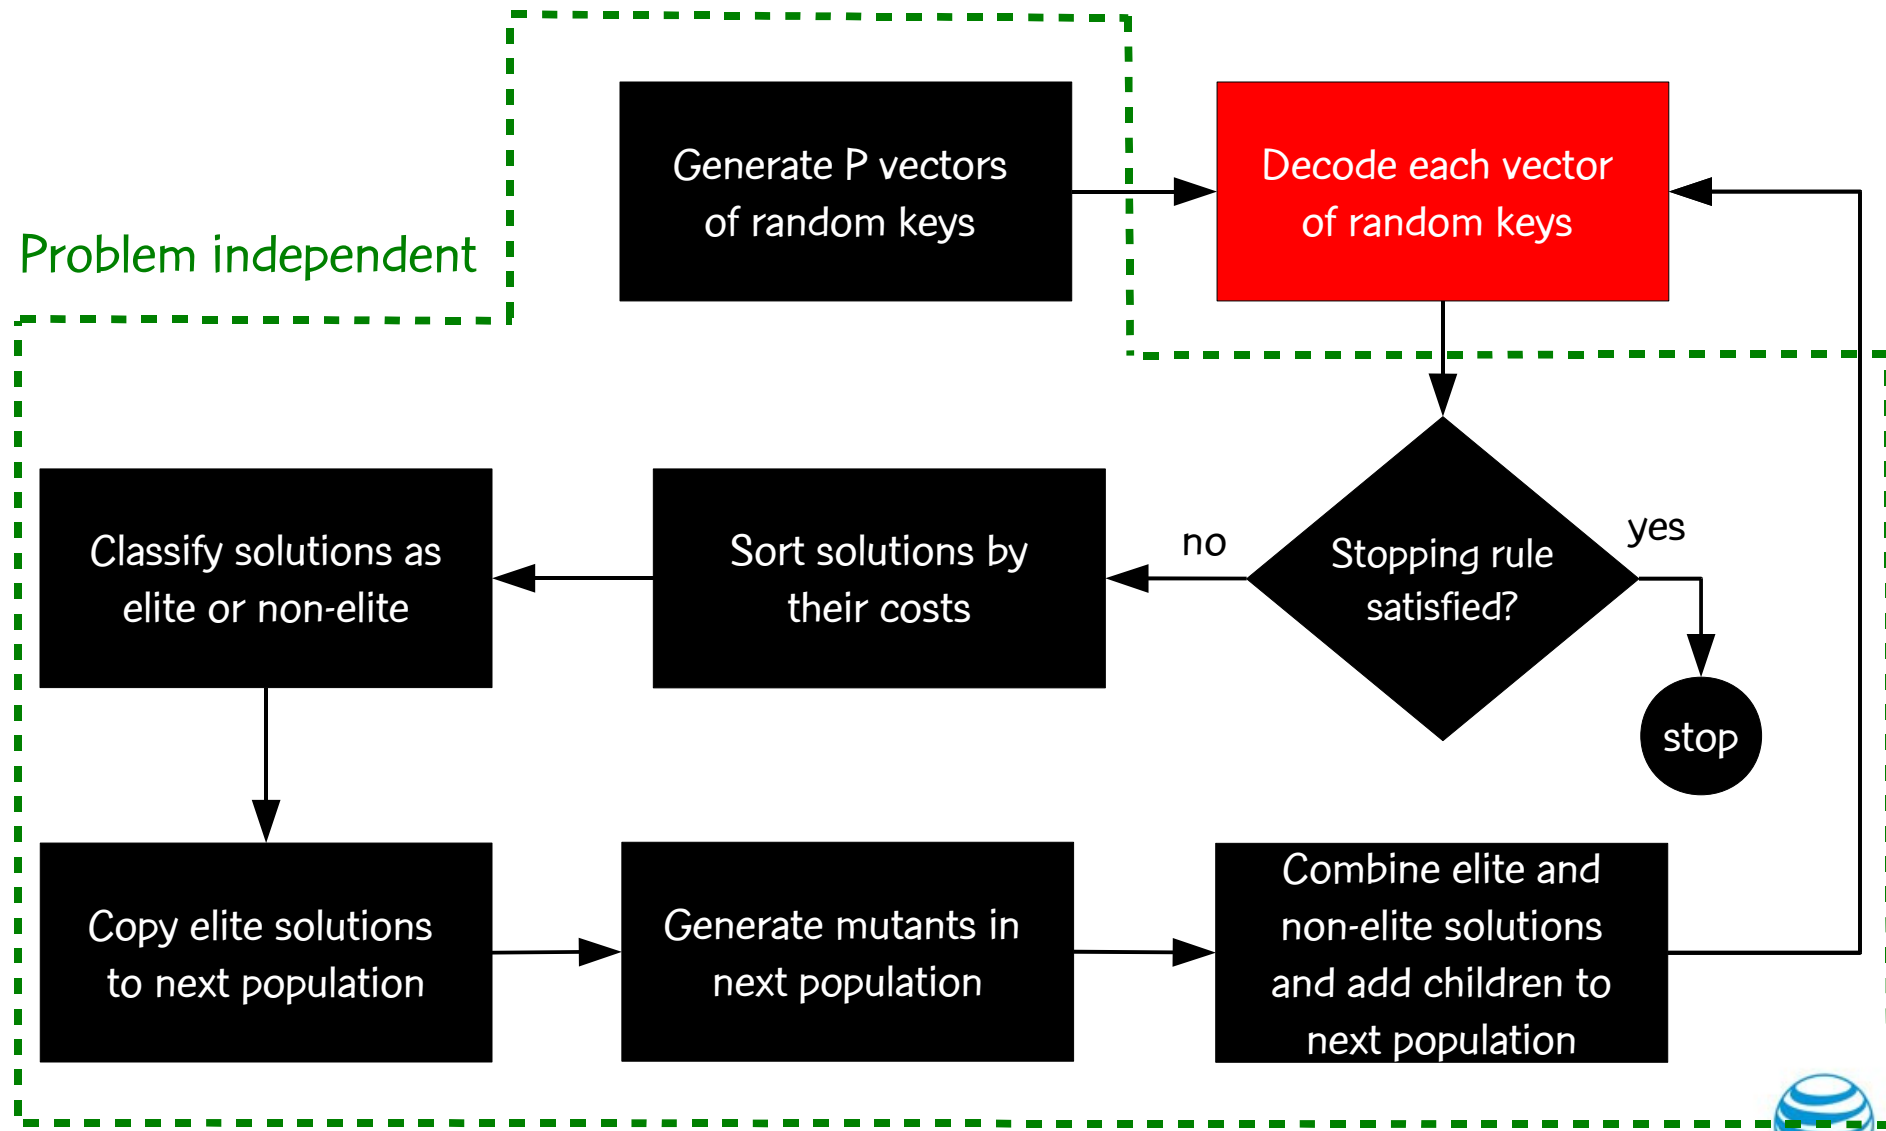 Generate P vectors
of random keys
Decode each vector
of random keys
Problem independent
Classify solutions as
elite or non-elite
Sort solutions by
their costs
no
Stopping rule
satisfied?
yes
stop
Copy elite solutions
to next population
Generate mutants in
next population
Combine elite and
non-elite solutions
and add children to
next population